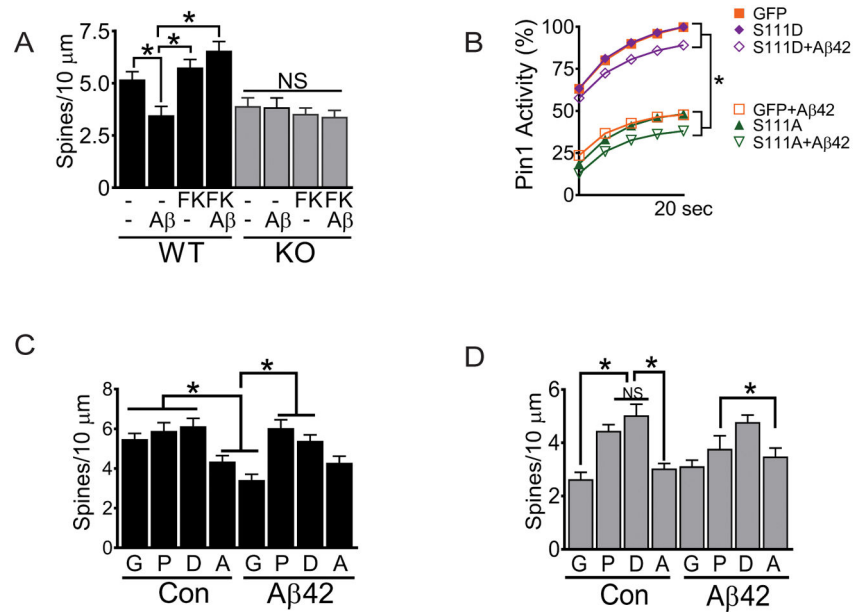 A
Spines/10 μm
7.5
5.0
2.5
0
* * *
NS
- - FK FK - - FK FK
- Aβ - Aβ - Aβ - Aβ
WT KO
B
Pin1 Activity (%)
100
75
50
25
0
20 sec
GFP
S111D
S111D+Aβ42
*
GFP+Aβ42
S111A
S111A+Aβ42
C
Spines/10 μm
8
6
4
2
0
* *
G P D A G P D A
Con Aβ42
D
Spines/10 μm
6
4
2
0
* * *
NS
G P D A G P D A
Con Aβ42